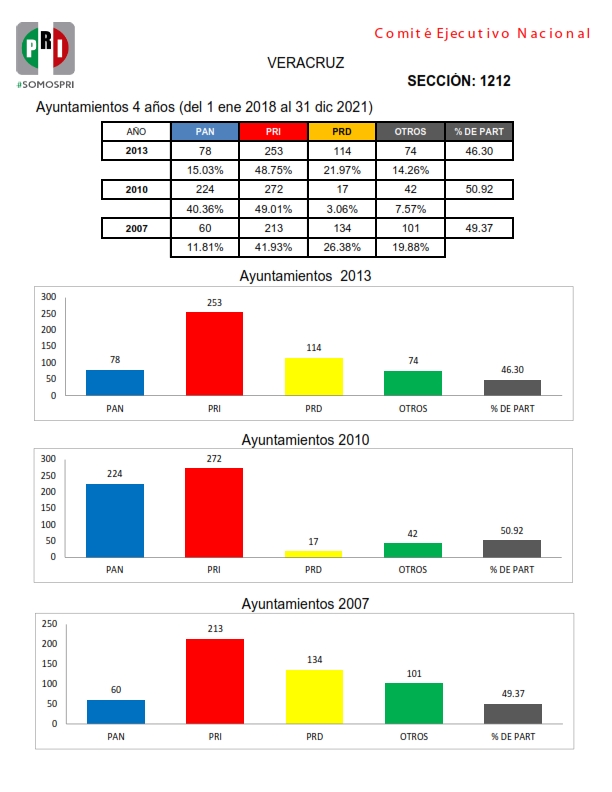 Comité Ejecutivo Nacional
PRI
#SOMOSPRI
VERACRUZ
SECCIÓN: 1212
Ayuntamientos 4 años (del 1 ene 2018 al 31 dic 2021)
AÑO PAN PRI PRD OTROS % DE PART
2013 78 253 114 74 46.30
15.03% 48.75% 21.97% 14.26%
2010 224 272 17 42 50.92
40.36% 49.01% 3.06% 7.57%
2007 60 213 134 101 49.37
11.81% 41.93% 26.38% 19.88%
Ayuntamientos 2013
300
250
200
150
100
50
0
78
253
114
74
46.30
PAN PRI PRD OTROS % DE PART
Ayuntamientos 2010
300
250
200
150
100
50
0
224
272
17
42
50.92
PAN PRI PRD OTROS % DE PART
Ayuntamientos 2007
250
200
150
100
50
0
60
213
134
101
49.37
PAN PRI PRD OTROS % DE PART